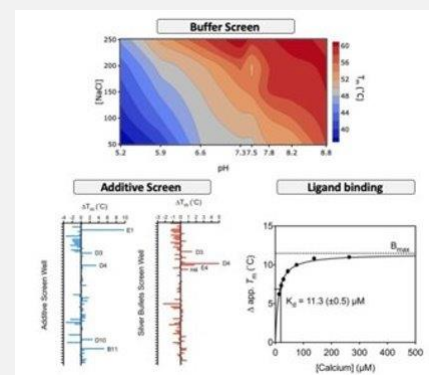 Buffer Screen
250
200
150
100
50
[NaCl]
5.2 5.9 6.6 7.37.5 7.8 8.2 8.8
pH
60
56
52
48
44
40
Tm (°C)
Additive Screen
ΔTm (°C)
E1
D3
D4
D10
B11
Additive Screen Well
ΔTm (°C)
D3
D4
E4
H6
Silver Bullets Screen Well
Ligand binding
15
10
5
0
Δ app. Tm (°C)
Bmax
Kd = 11.3 (±0.5) µM
0 100 200 300 400 500
[Calcium] (µM)